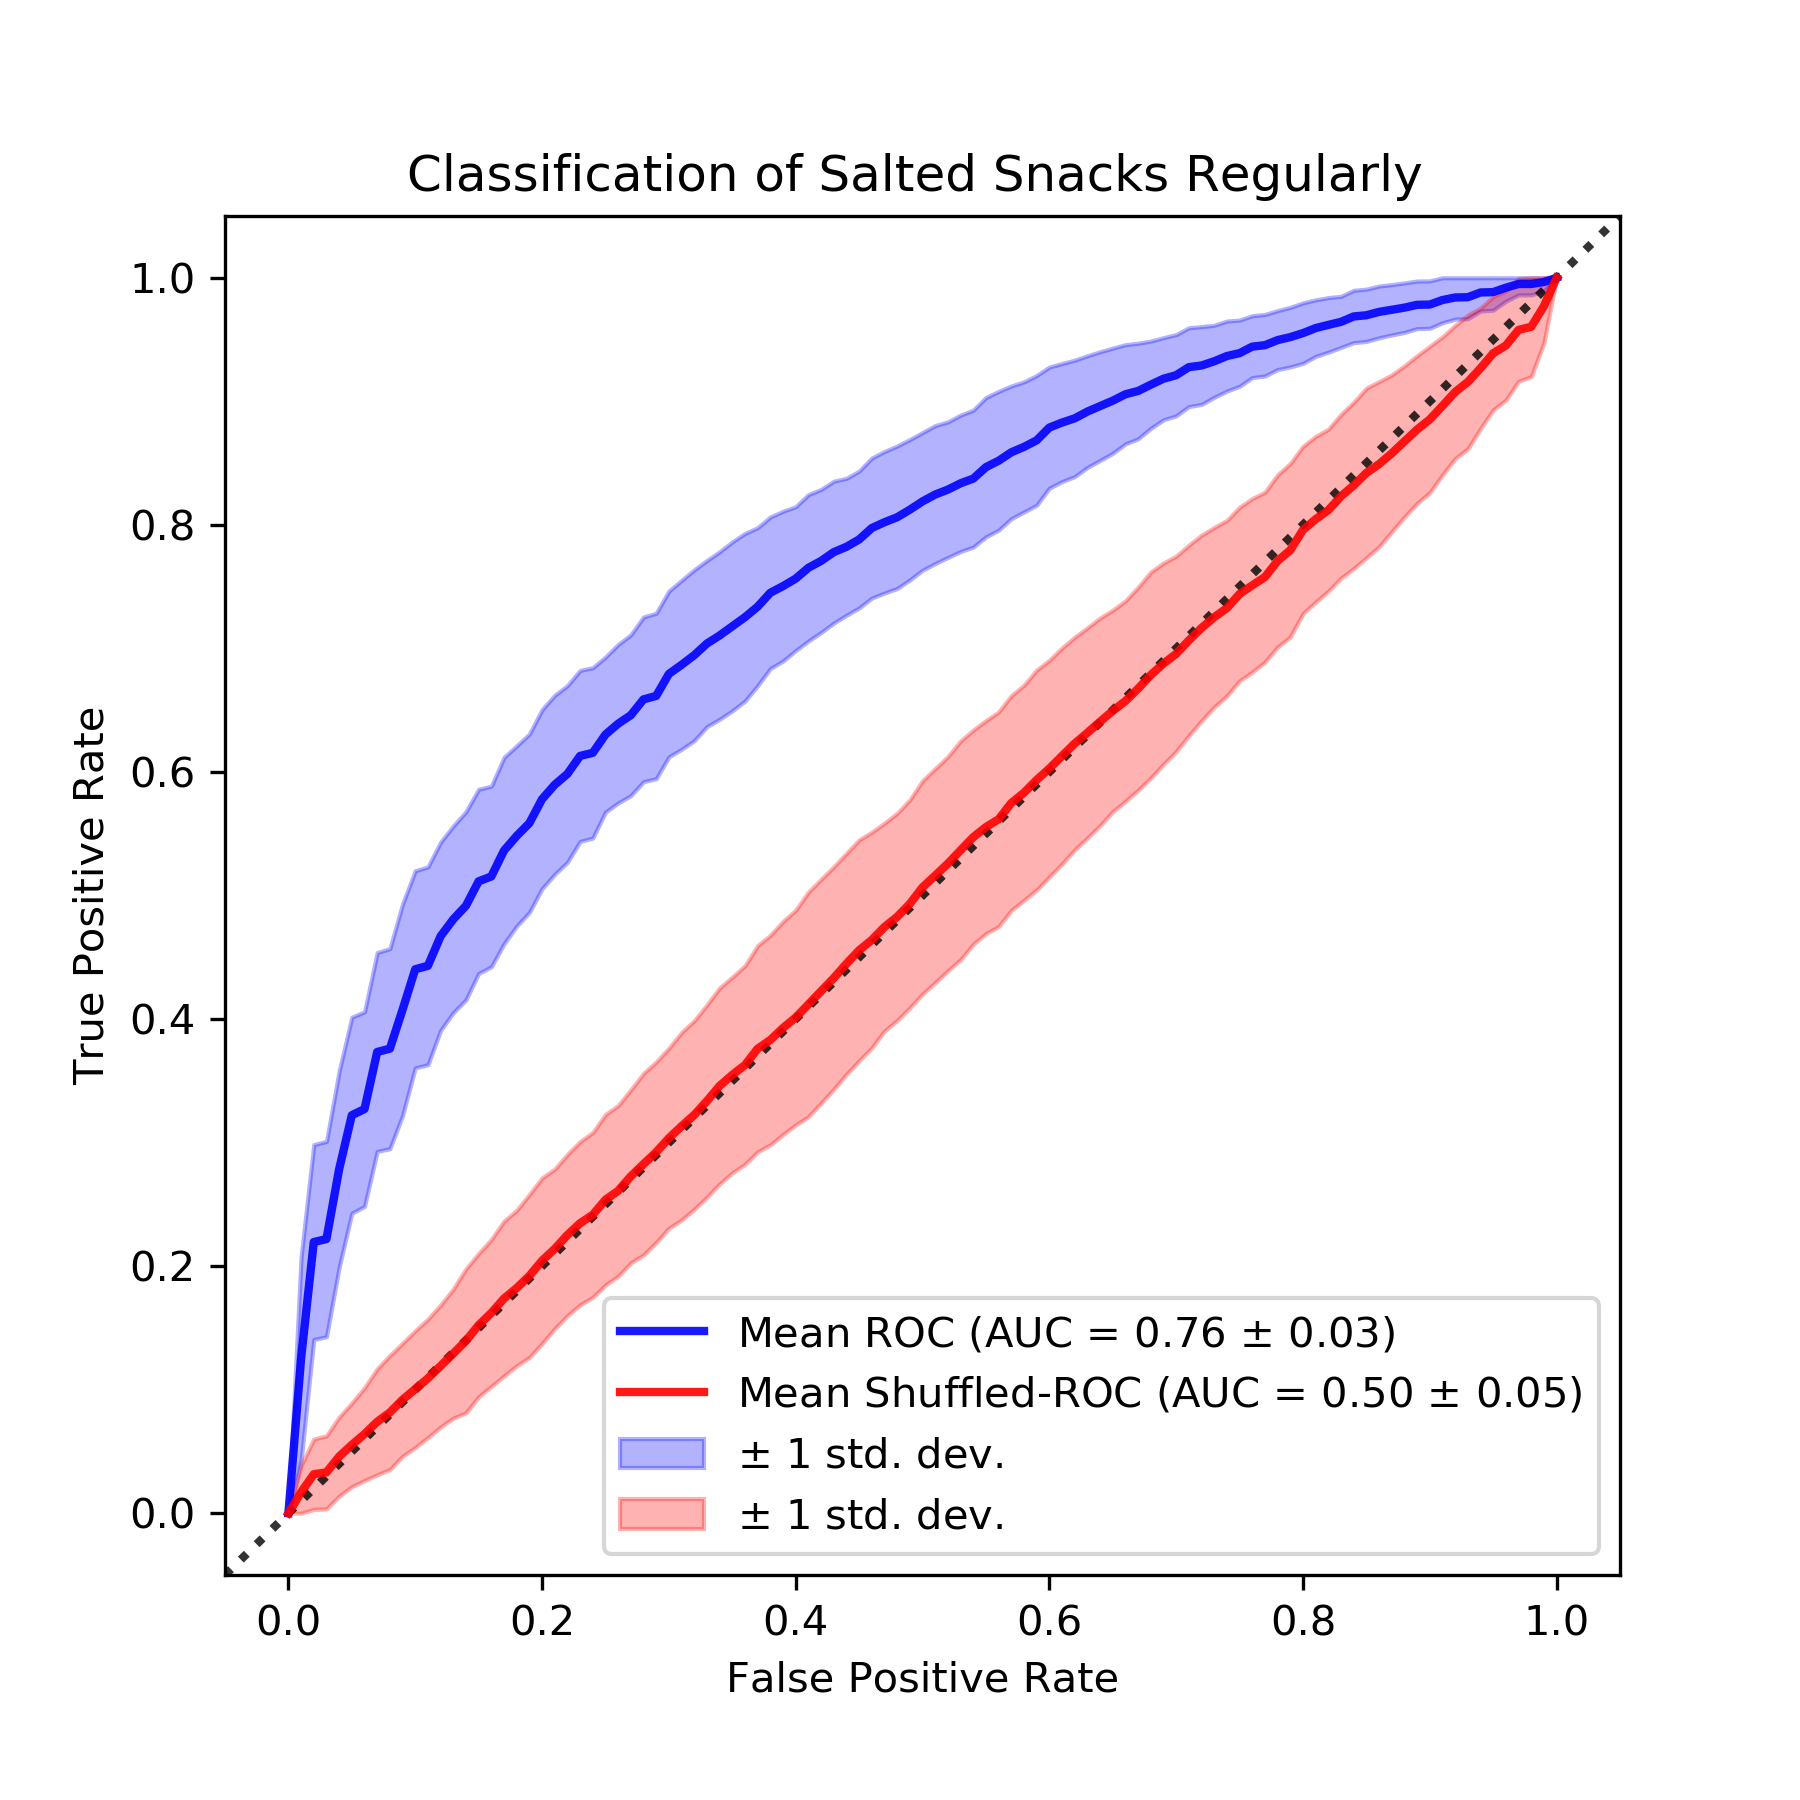 Classification of Salted Snacks Regularly
1.0
0.8
0.6
0.4
0.2
0.0
True Positive Rate
Mean ROC (AUC = 0.76 ± 0.03)
Mean Shuffled-ROC (AUC = 0.50 ± 0.05)
± 1 std. dev.
± 1 std. dev.
0.0 0.2 0.4 0.6 0.8 1.0
False Positive Rate